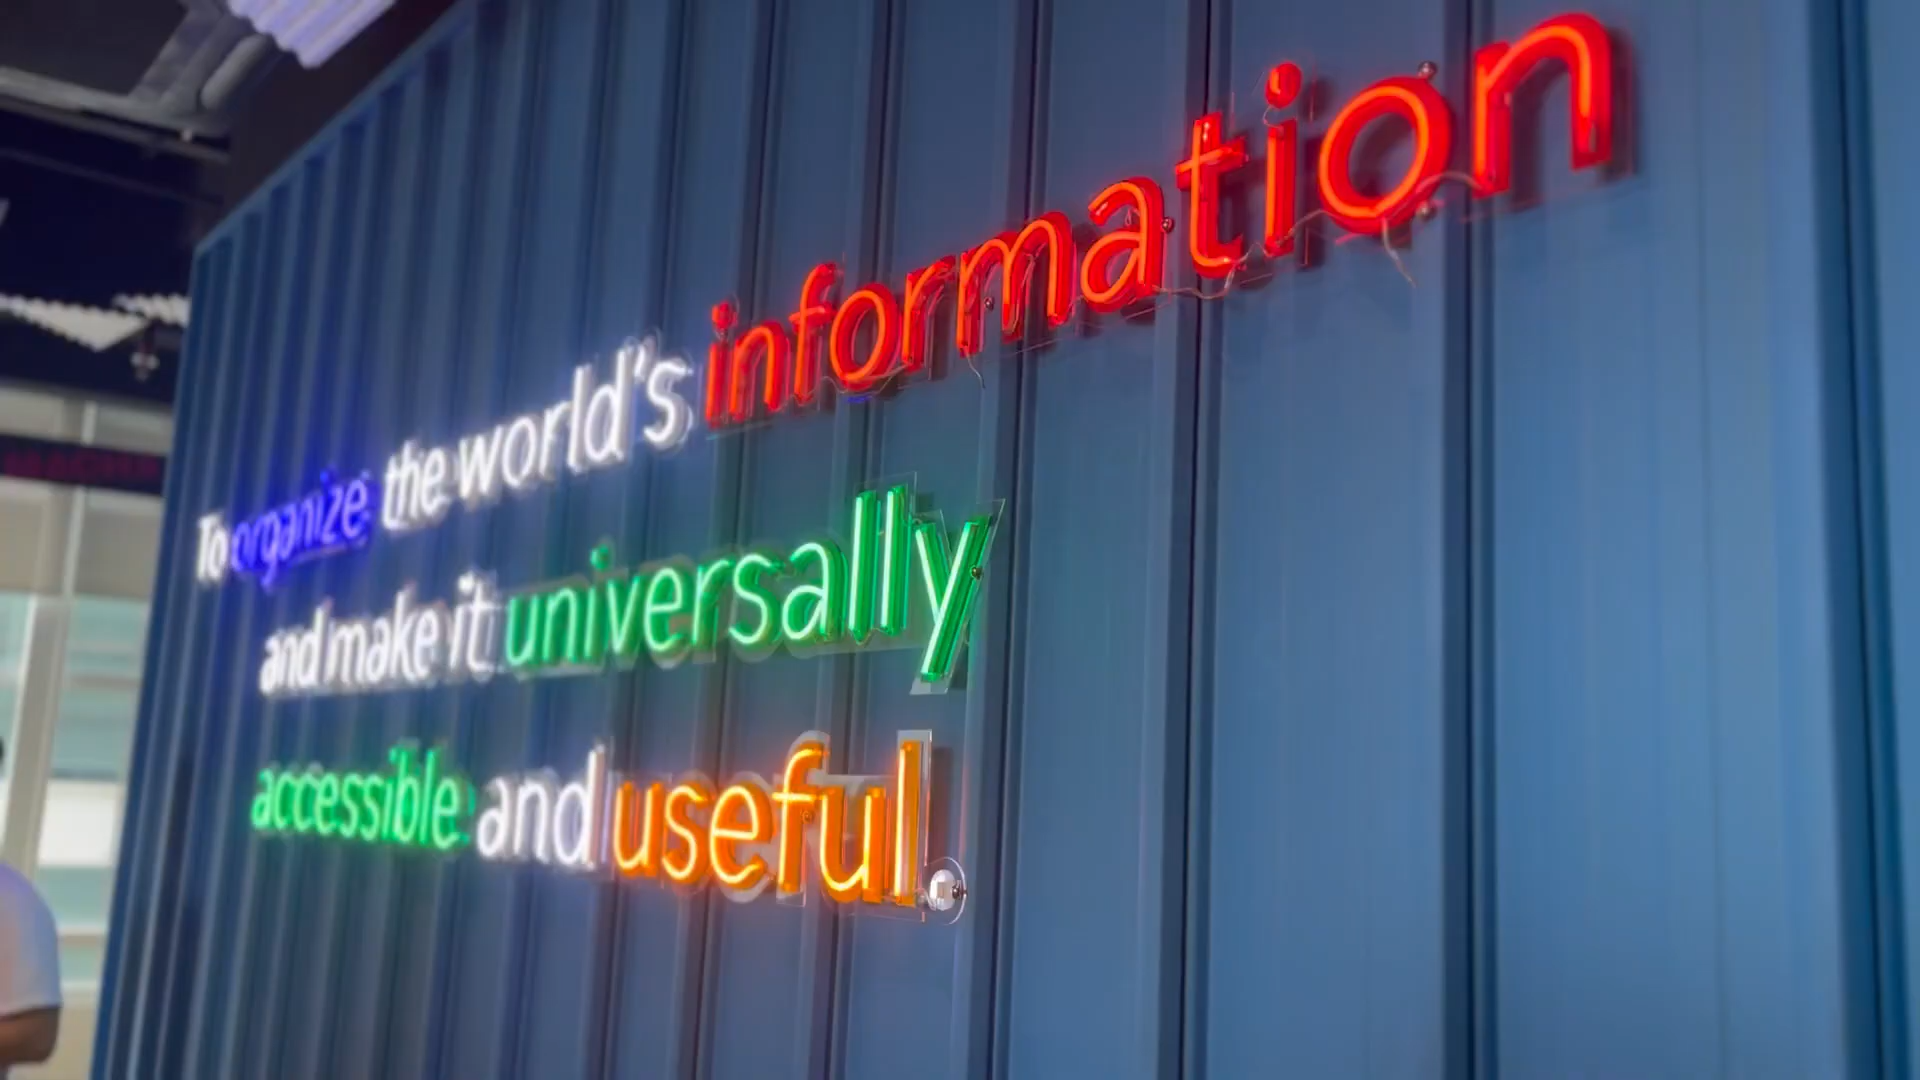 To organize the world's information
and make it universally
accessible and useful.